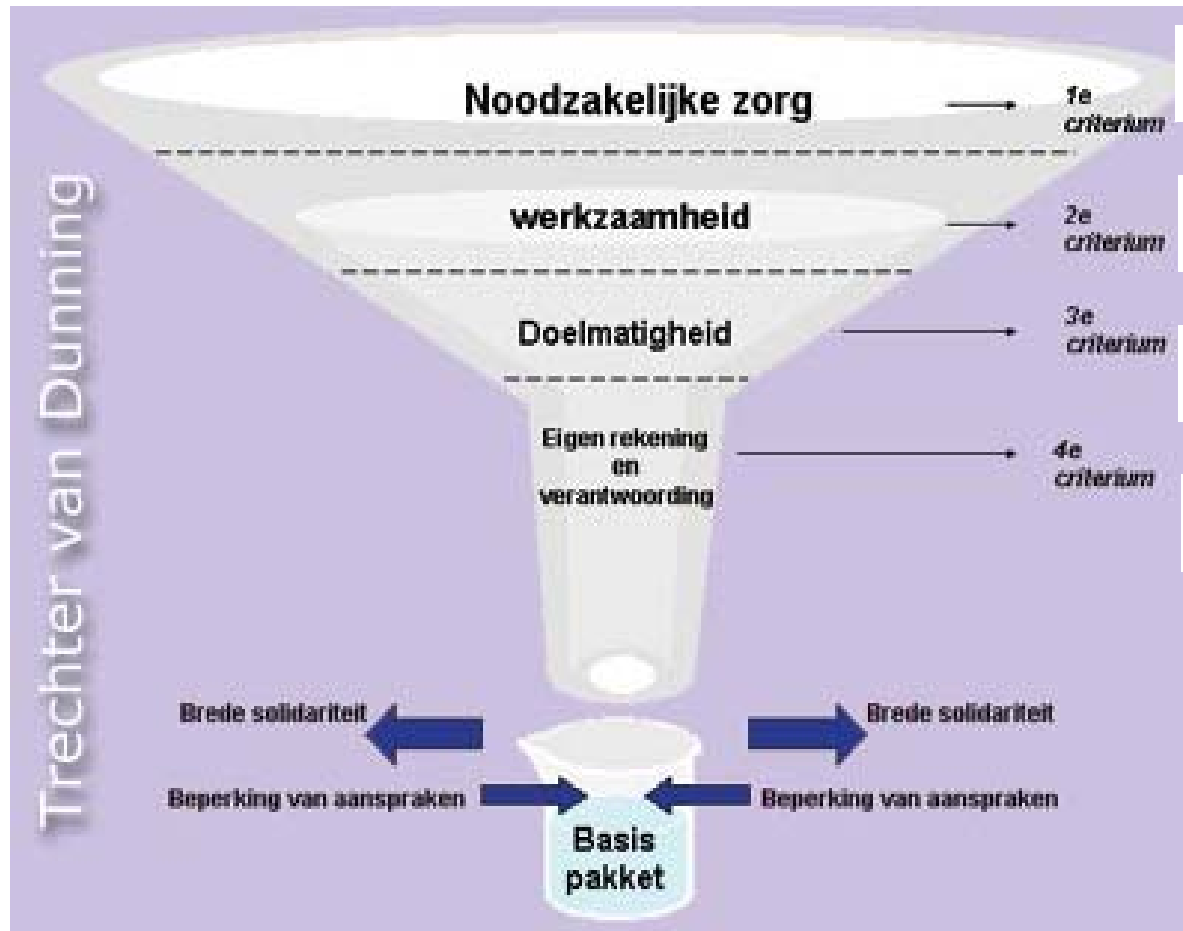 Trechter van Dunning
Noodzakelijke zorg
1e
criterium
werkzaamheid
2e
criterium
Doelmatigheid
3e
criterium
Eigen rekening
en
verantwoording
4e
criterium
Brede solidariteit
Brede solidariteit
Beperking van aanspraken
Beperking van aanspraken
Basis
pakket